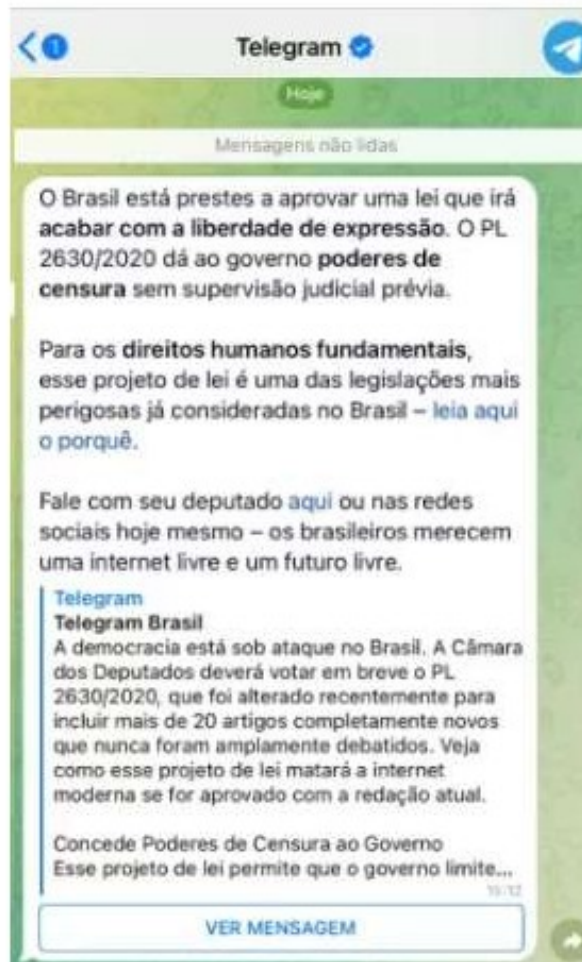 1
Telegram
Hoje
Mensagens não lidas
O Brasil está prestes a aprovar uma lei que irá
acabar com a liberdade de expressão. O PL
2630/2020 dá ao governo poderes de
censura sem supervisão judicial prévia.
Para os direitos humanos fundamentais,
esse projeto de lei é uma das legislações mais
perigosas já consideradas no Brasil – leia aqui
o porquê.
Fale com seu deputado aqui ou nas redes
sociais hoje mesmo – os brasileiros merecem
uma internet livre e um futuro livre.
Telegram
Telegram Brasil
A democracia está sob ataque no Brasil. A Câmara
dos Deputados deverá votar em breve o PL
2630/2020, que foi alterado recentemente para
incluir mais de 20 artigos completamente novos
que nunca foram amplamente debatidos. Veja
como esse projeto de lei matará a internet
moderna se for aprovado com a redação atual.
Concede Poderes de Censura ao Governo
Esse projeto de lei permite que o governo limite...
VER MENSAGEM